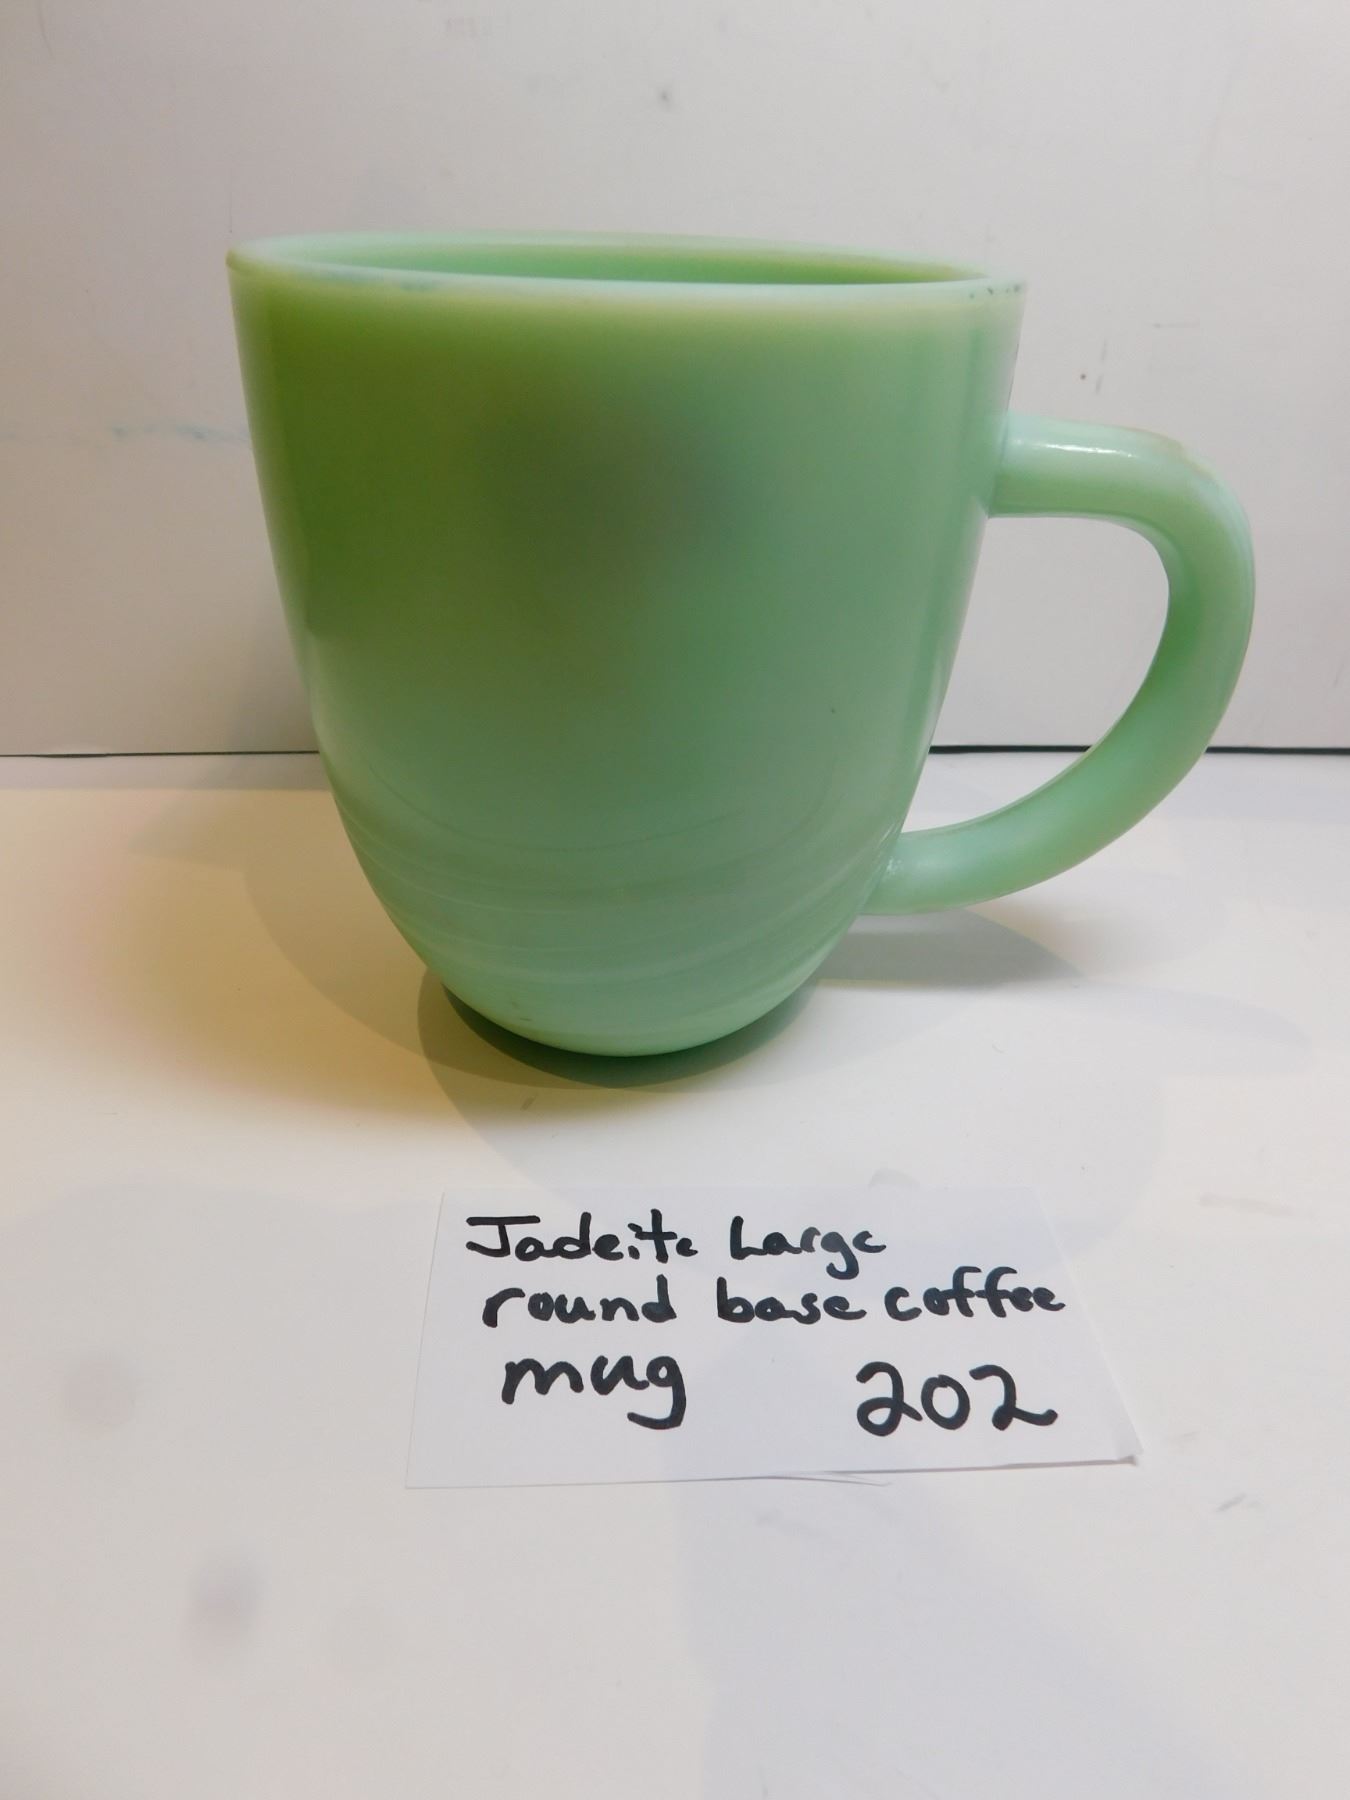 Jadeite Large
round base coffee
mug 202